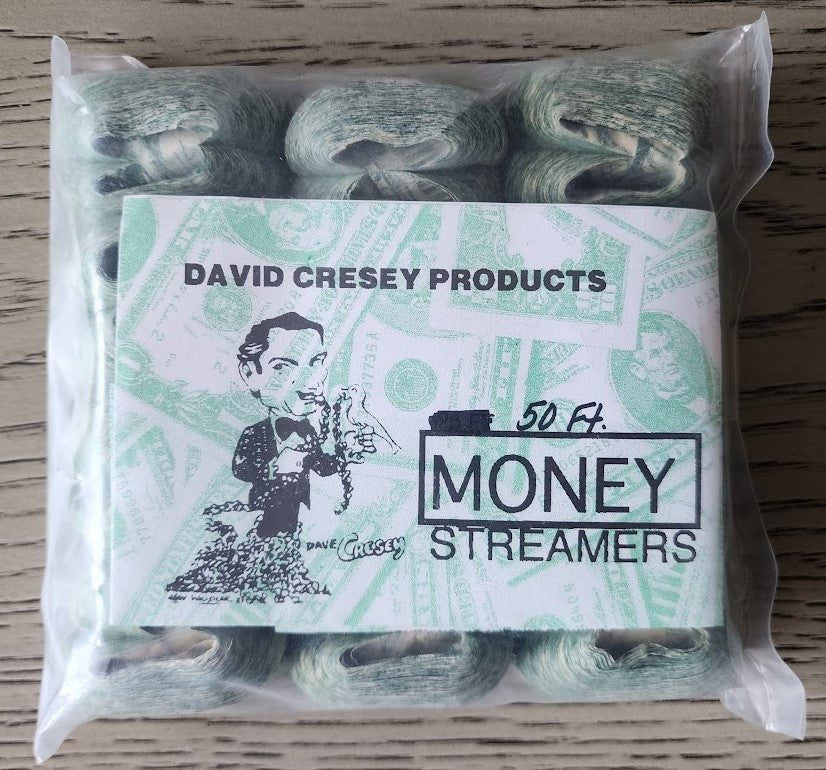 DAVID CRESEY PRODUCTS
50 Ft.
MONEY
STREAMERS
DAVE CRESEY